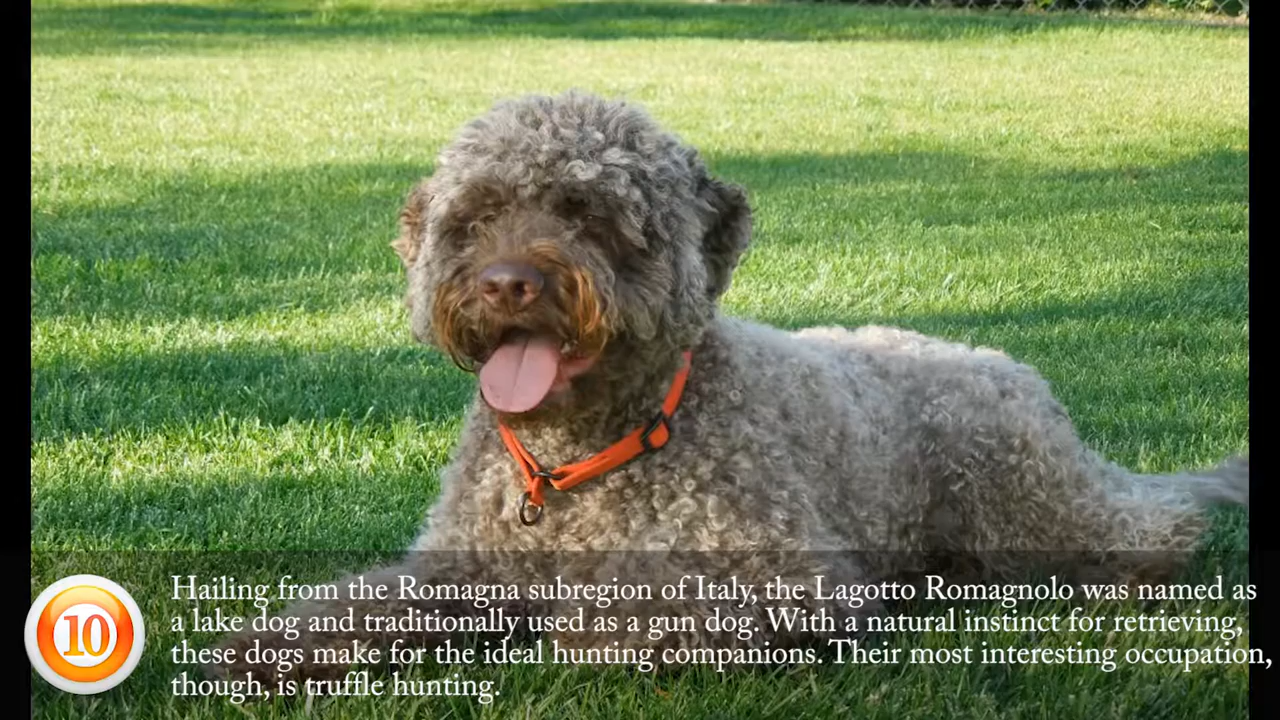 10
Hailing from the Romagna subregion of Italy, the Lagotto Romagnolo was named as
a lake dog and traditionally used as a gun dog. With a natural instinct for retrieving,
these dogs make for the ideal hunting companions. Their most interesting occupation,
though, is truffle hunting.